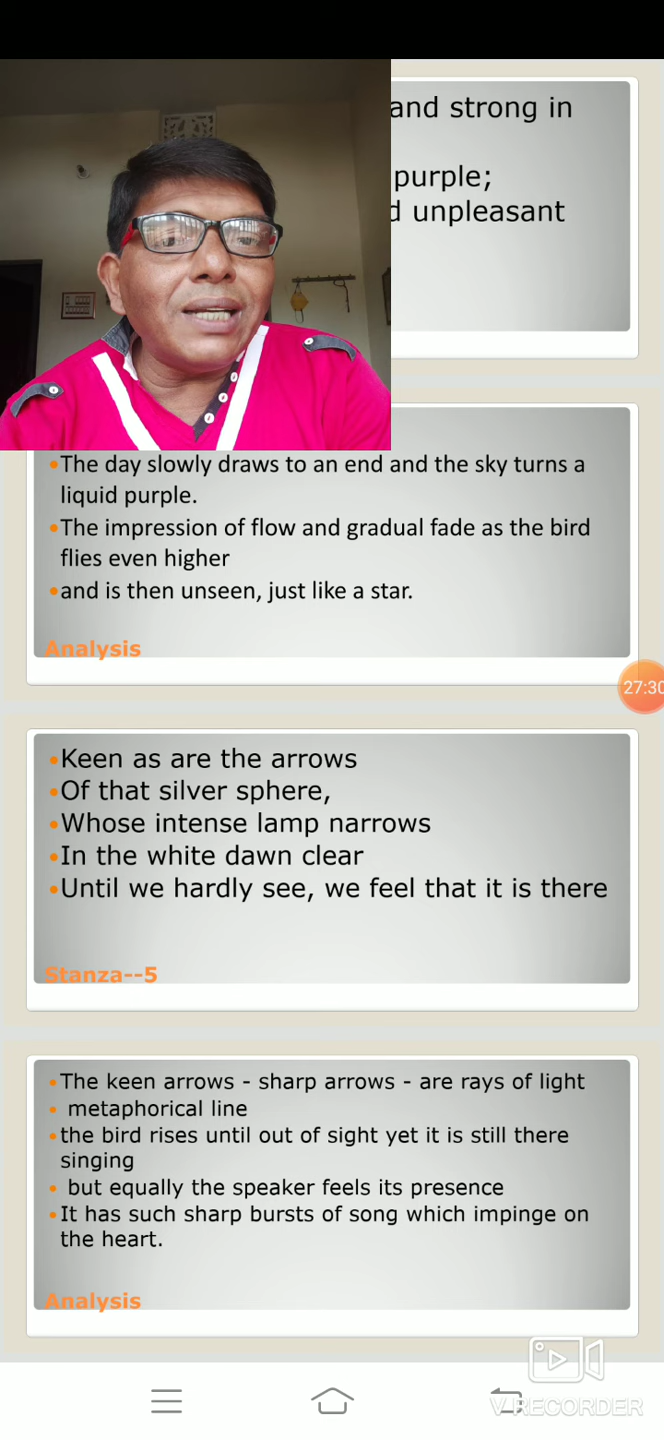 and strong in
purple;
d unpleasant
•The day slowly draws to an end and the sky turns a
liquid purple.
•The impression of flow and gradual fade as the bird
flies even higher
•and is then unseen, just like a star.
Analysis
27:30
•Keen as are the arrows
•Of that silver sphere,
•Whose intense lamp narrows
•In the white dawn clear
•Until we hardly see, we feel that it is there
Stanza--5
•The keen arrows - sharp arrows - are rays of light
• metaphorical line
•the bird rises until out of sight yet it is still there
singing
• but equally the speaker feels its presence
•It has such sharp bursts of song which impinge on
the heart.
Analysis
V RECORDER